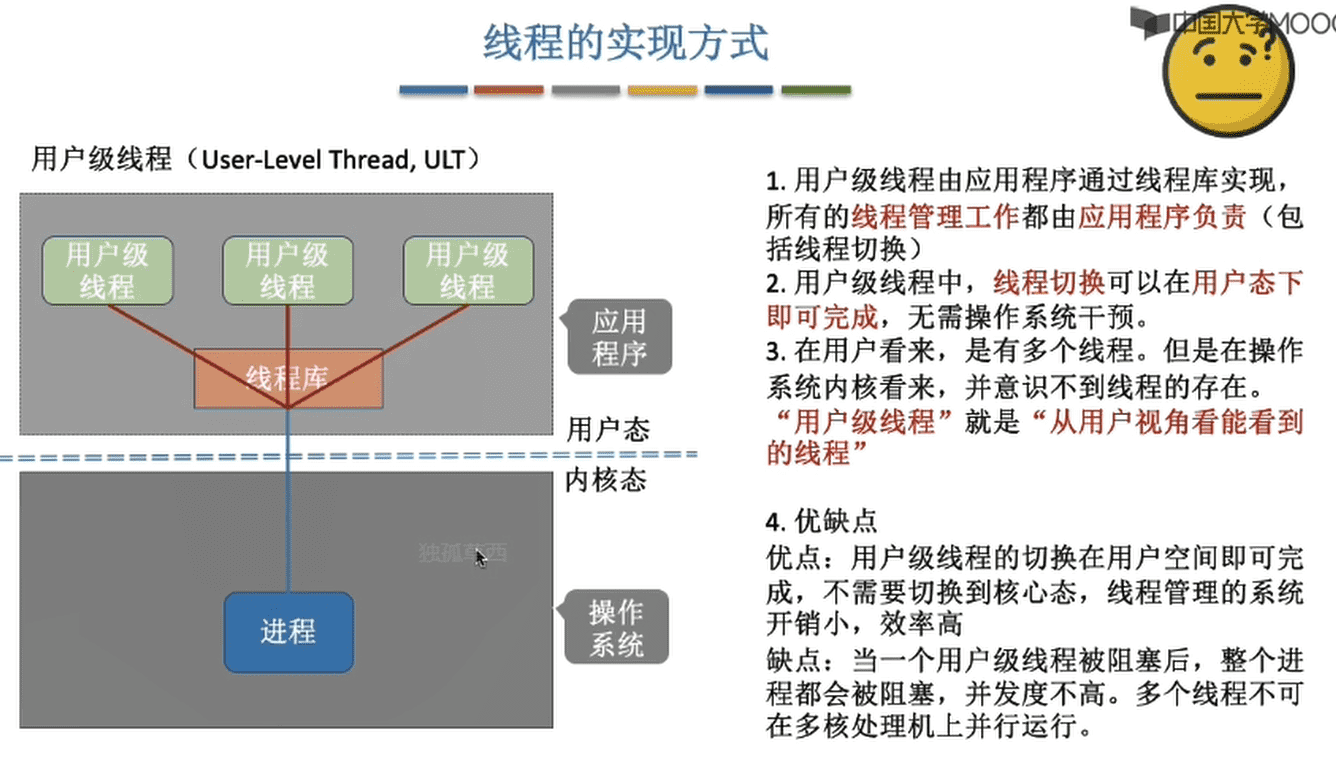 中国大学MOOC
线程的实现方式
用户级线程（User-Level Thread, ULT）
用户级
线程
用户级
线程
用户级
线程
线程库
应用
程序
用户态
内核态
进程
操作
系统
1. 用户级线程由应用程序通过线程库实现，
所有的线程管理工作都由应用程序负责（包
括线程切换）
2. 用户级线程中，线程切换可以在用户态下
即可完成，无需操作系统干预。
3. 在用户看来，是有多个线程。但是在操作
系统内核看来，并意识不到线程的存在。
“用户级线程”就是“从用户视角看能看到
的线程”
4. 优缺点
优点：用户级线程的切换在用户空间即可完
成，不需要切换到核心态，线程管理的系统
开销小，效率高
缺点：当一个用户级线程被阻塞后，整个进
程都会被阻塞，并发度不高。多个线程不可
在多核处理机上并行运行。